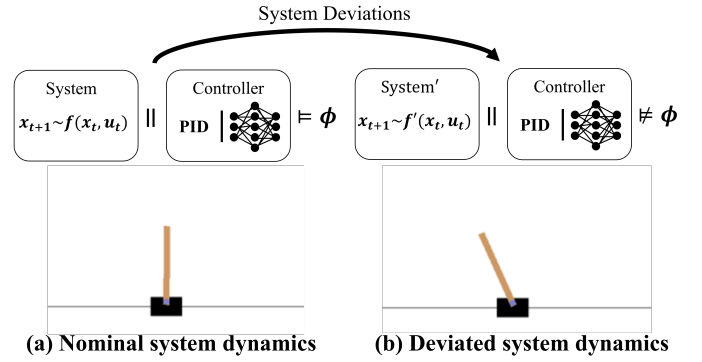 System Deviations
System
x_{t+1}~f(x_t, u_t)
||
Controller
PID |
⊨ ϕ
System′
x_{t+1}~f′(x_t, u_t)
||
Controller
PID |
⊭ ϕ
(a) Nominal system dynamics
(b) Deviated system dynamics